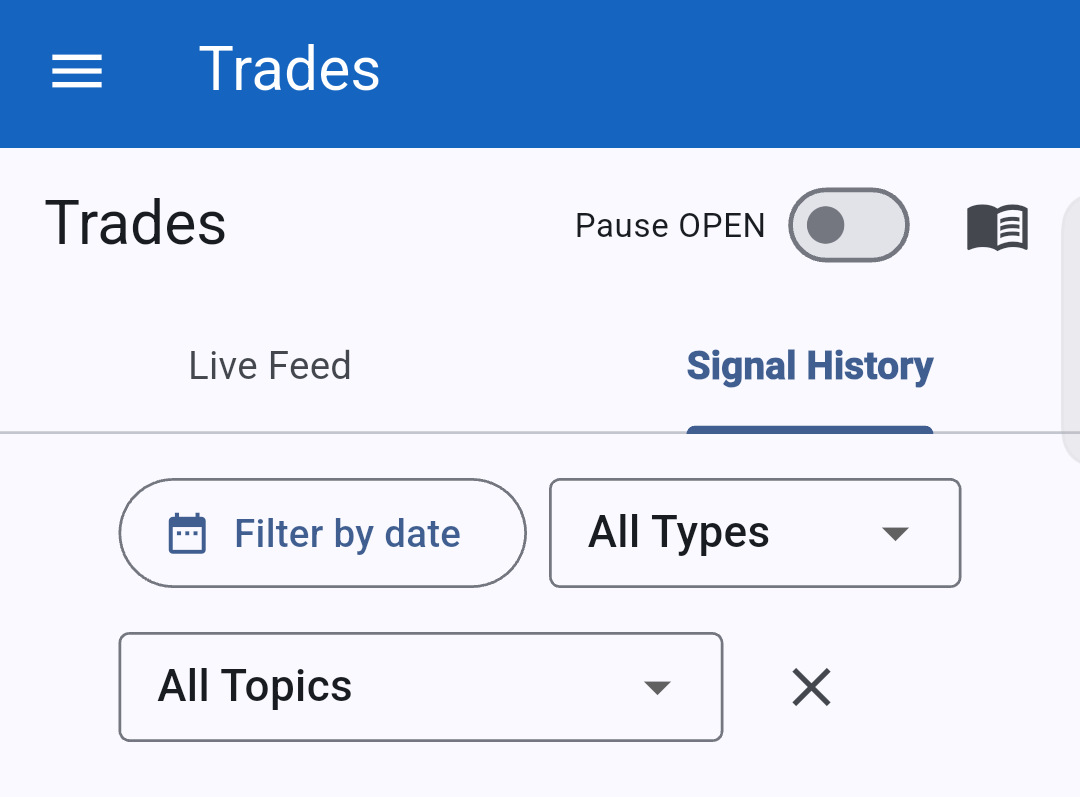 Trades
Trades
Pause OPEN
Live Feed
Signal History
Filter by date
All Types
All Topics